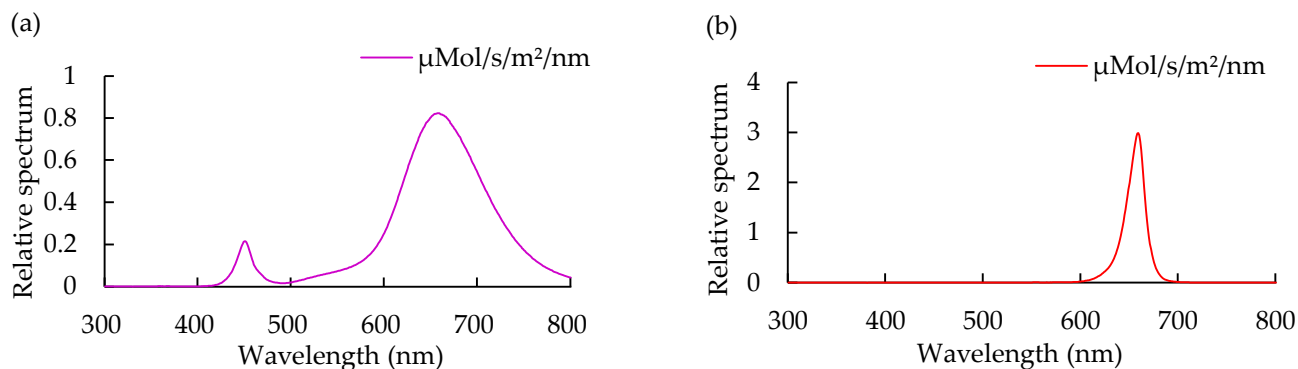 (a)
μMol/s/m²/nm
Relative spectrum
1
0.8
0.6
0.4
0.2
0
300 400 500 600 700 800
Wavelength (nm)
(b)
μMol/s/m²/nm
Relative spectrum
4
3
2
1
0
300 400 500 600 700 800
Wavelength (nm)